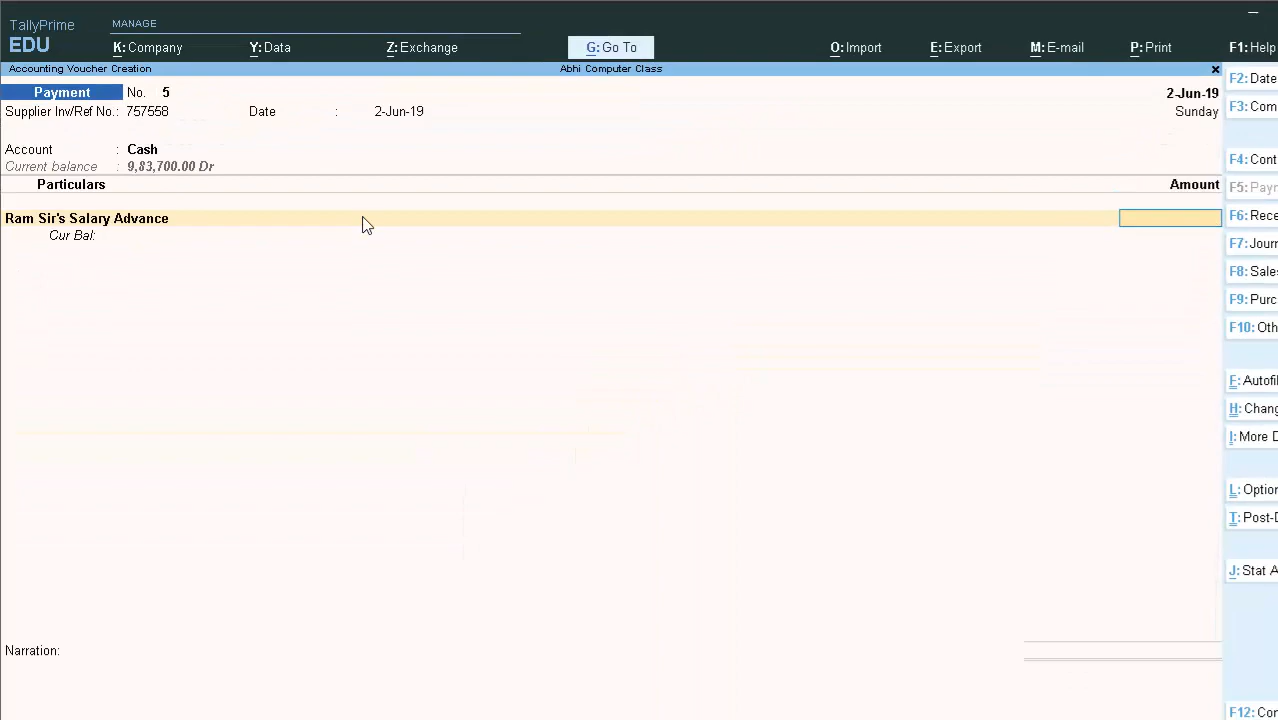 TallyPrime
EDU
MANAGE
K: Company Y: Data Z: Exchange G: Go To O: Import E: Export M: E-mail P: Print F1: Help
Accounting Voucher Creation Abhi Computer Class
Payment No. 5 2-Jun-19
Supplier Inv/Ref No.: 757558 Date : 2-Jun-19 Sunday
Account : Cash
Current balance : 9,83,700.00 Dr
Particulars Amount
Ram Sir's Salary Advance
Cur Bal:
Narration:
F2: Date
F3: Com
F4: Cont
F5: Payn
F6: Rece
F7: Jour
F8: Sale
F9: Purc
F10: Oth
F: Autofil
H: Chang
I: More D
L: Option
T: Post-D
J: Stat A
F12: Con